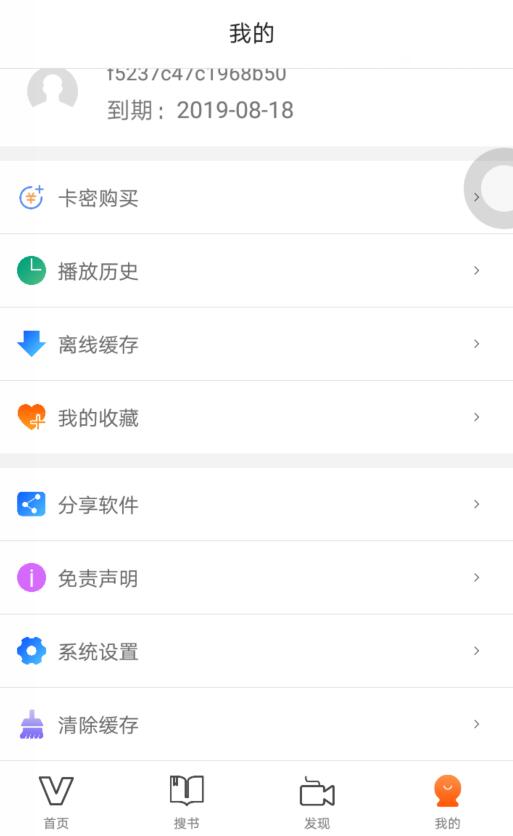 我的
f5237c47c1968b50
到期：2019-08-18
卡密购买
播放历史
离线缓存
我的收藏
分享软件
免责声明
系统设置
清除缓存
首页
搜书
发现
我的